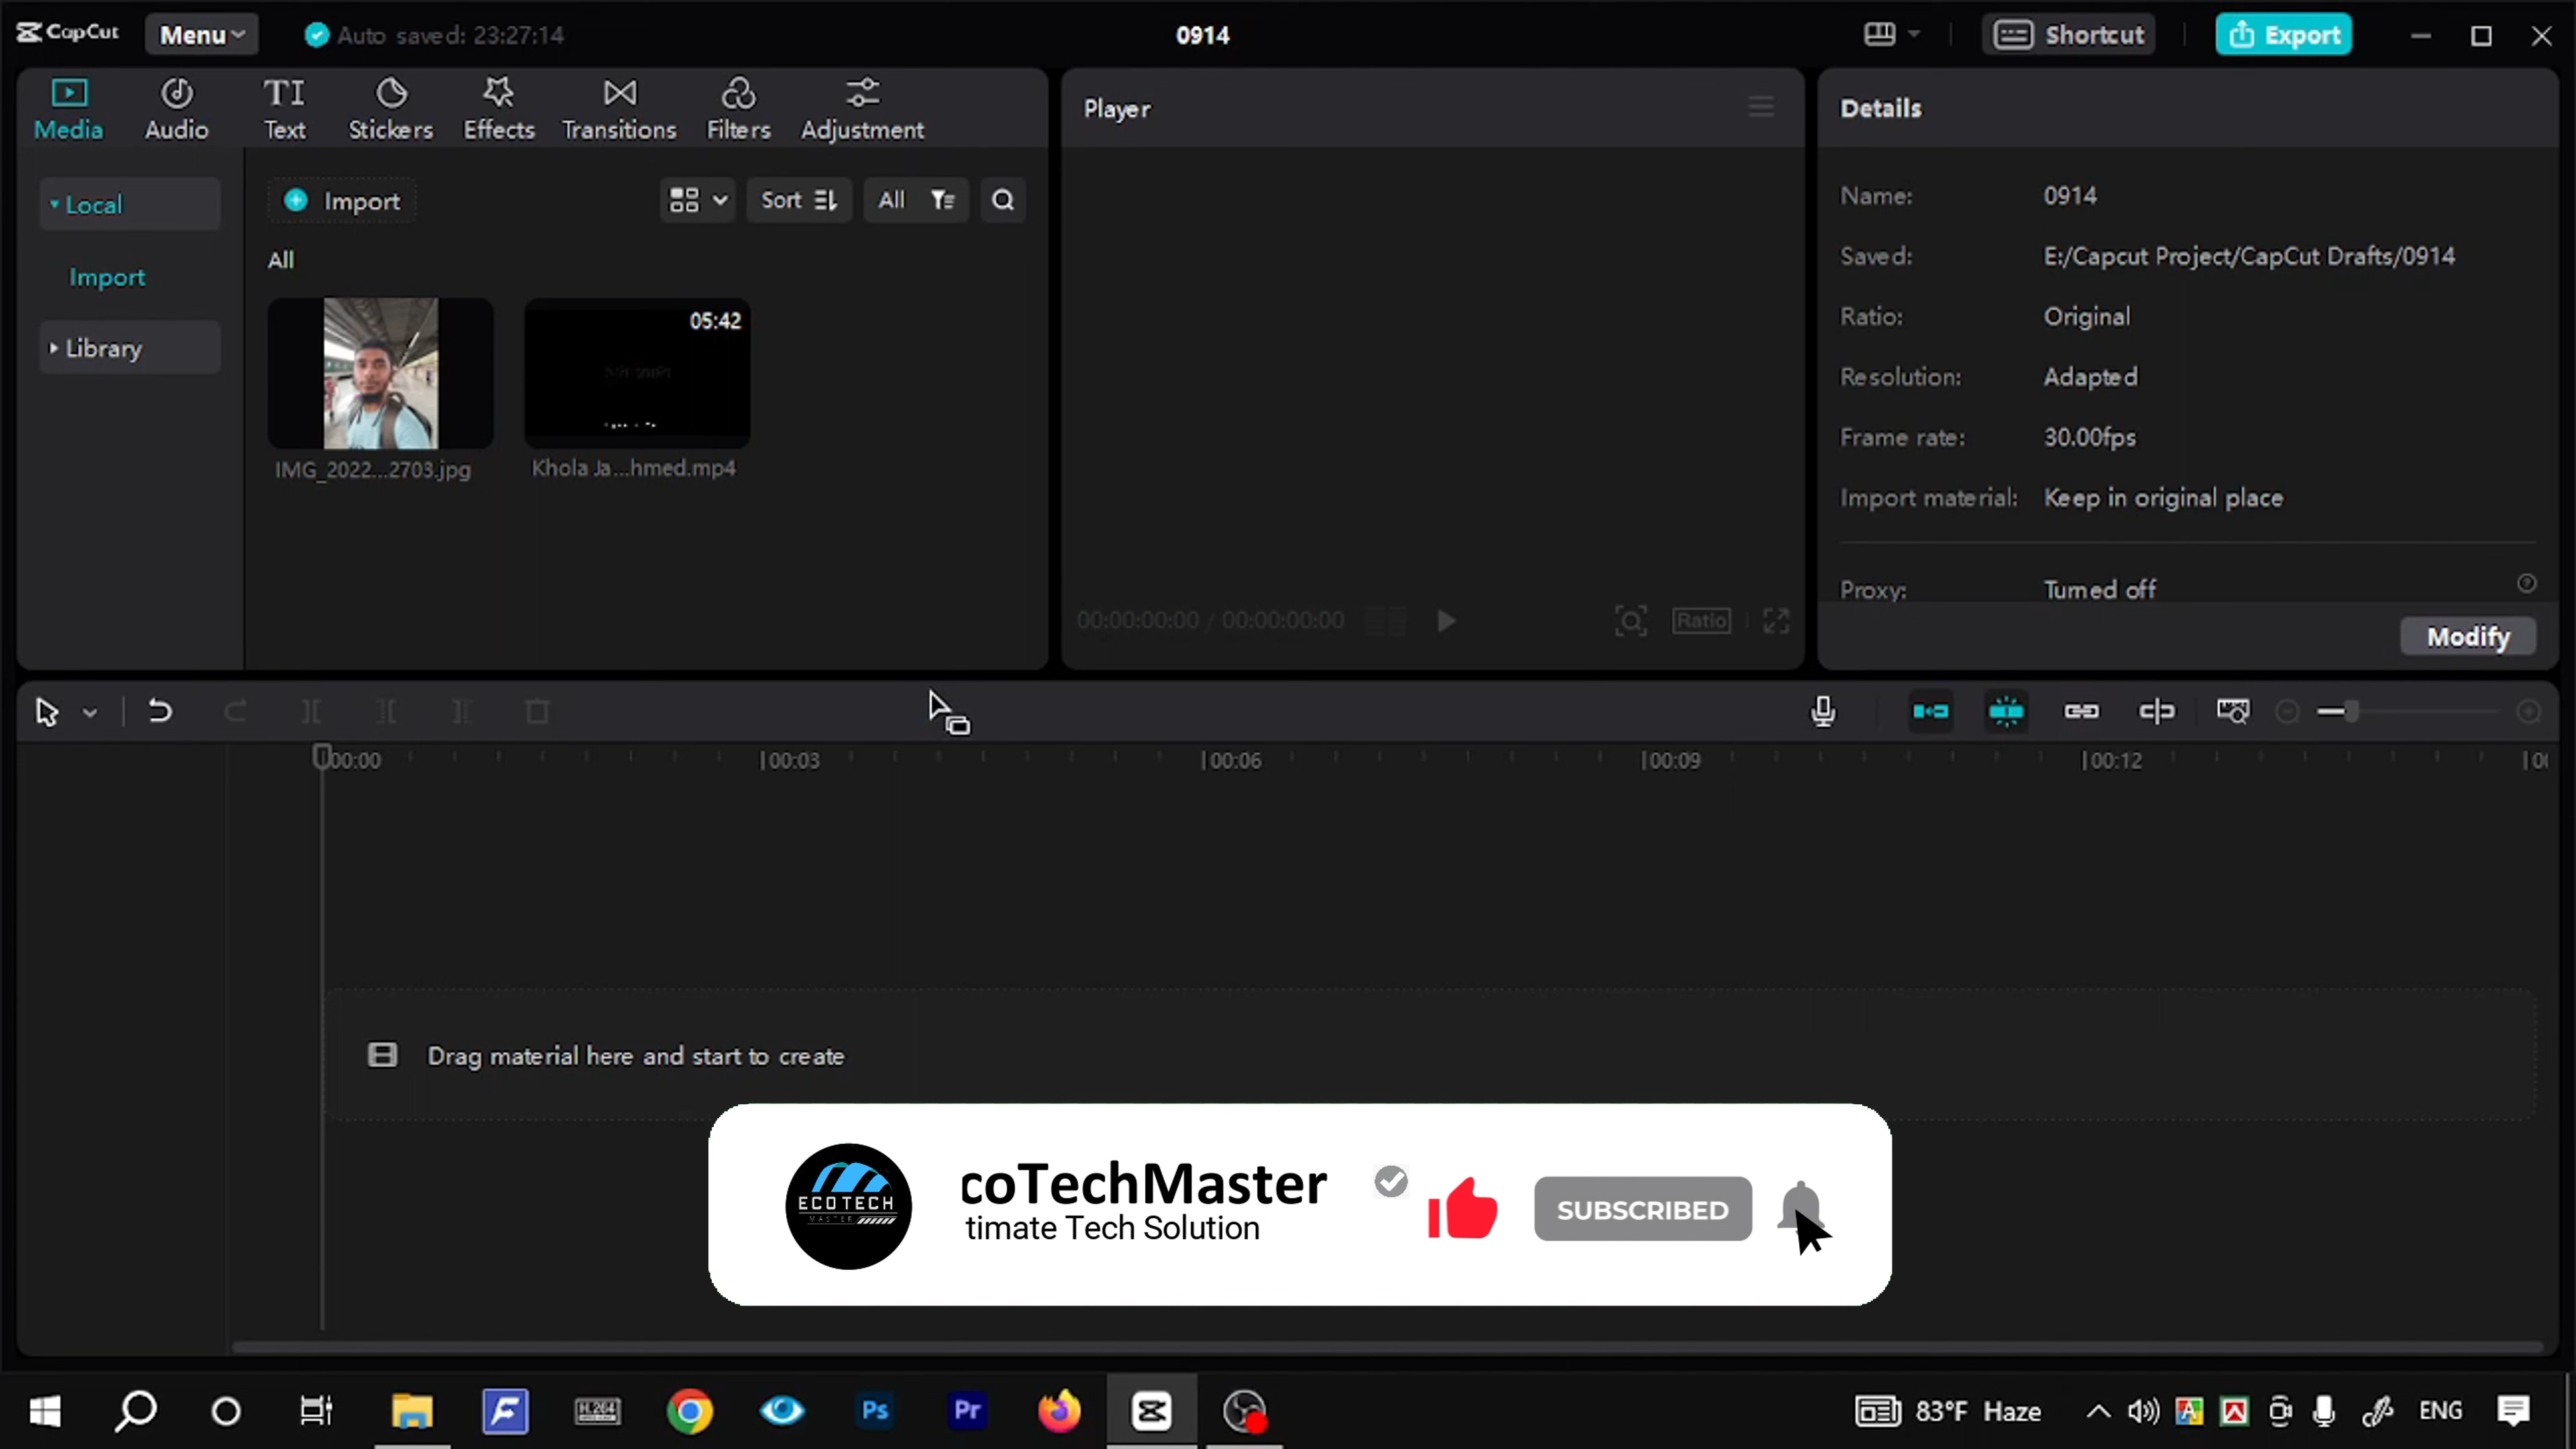 CapCut
Menu
Auto saved: 23:27:14
0914
Shortcut
Export
Media
Audio
TI
Text
Stickers
Effects
Transitions
Filters
Adjustment
Player
Details
Local
Import
Library
Import
Sort
All
All
05:42
IMG_2022...2703.jpg
Khola Ja...hmed.mp4
00:00:00:00 / 00:00:00:00
Ratio
Name: 0914
Saved: E:/Capcut Project/CapCut Drafts/0914
Ratio: Original
Resolution: Adapted
Frame rate: 30.00fps
Import material: Keep in original place
Proxy: Turned off
Modify
00:00
00:03
00:06
00:09
00:12
Drag material here and start to create
ECOTECH
MASTER
coTechMaster
timate Tech Solution
SUBSCRIBED
H.264
Ps
Pr
83°F Haze
ENG